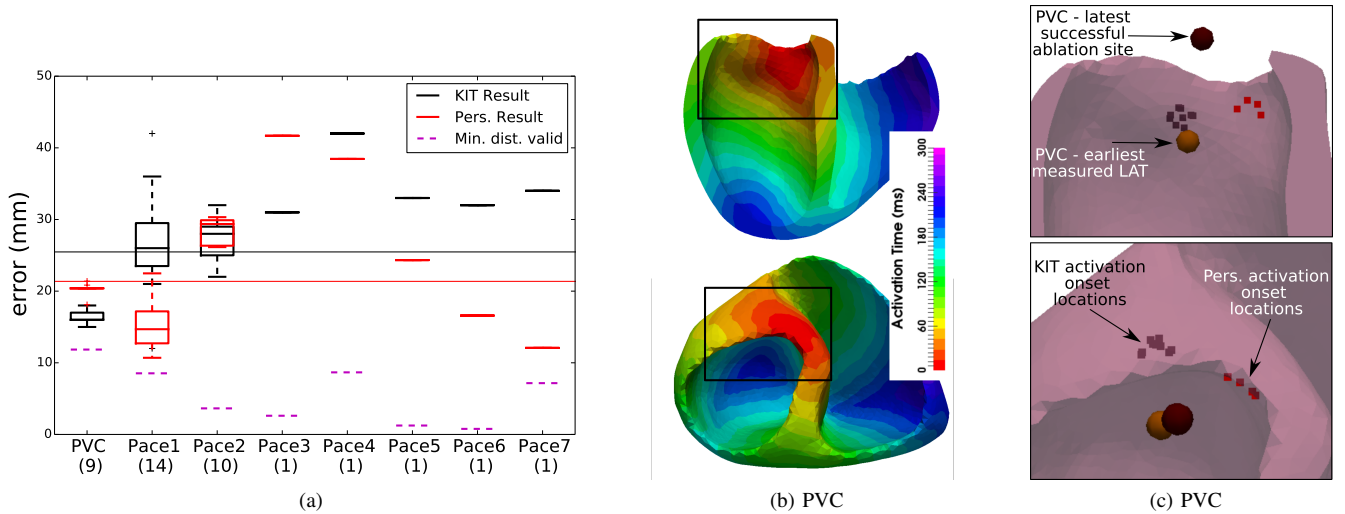 50
40
30
20
10
0
error (mm)
KIT Result
Pers. Result
Min. dist. valid
PVC
(9)
Pace1
(14)
Pace2
(10)
Pace3
(1)
Pace4
(1)
Pace5
(1)
Pace6
(1)
Pace7
(1)
(a)
Activation Time (ms)
300
240
180
120
60
0
(b) PVC
PVC - latest
successful
ablation site
PVC - earliest
measured LAT
KIT activation
onset
locations
Pers. activation
onset
locations
(c) PVC